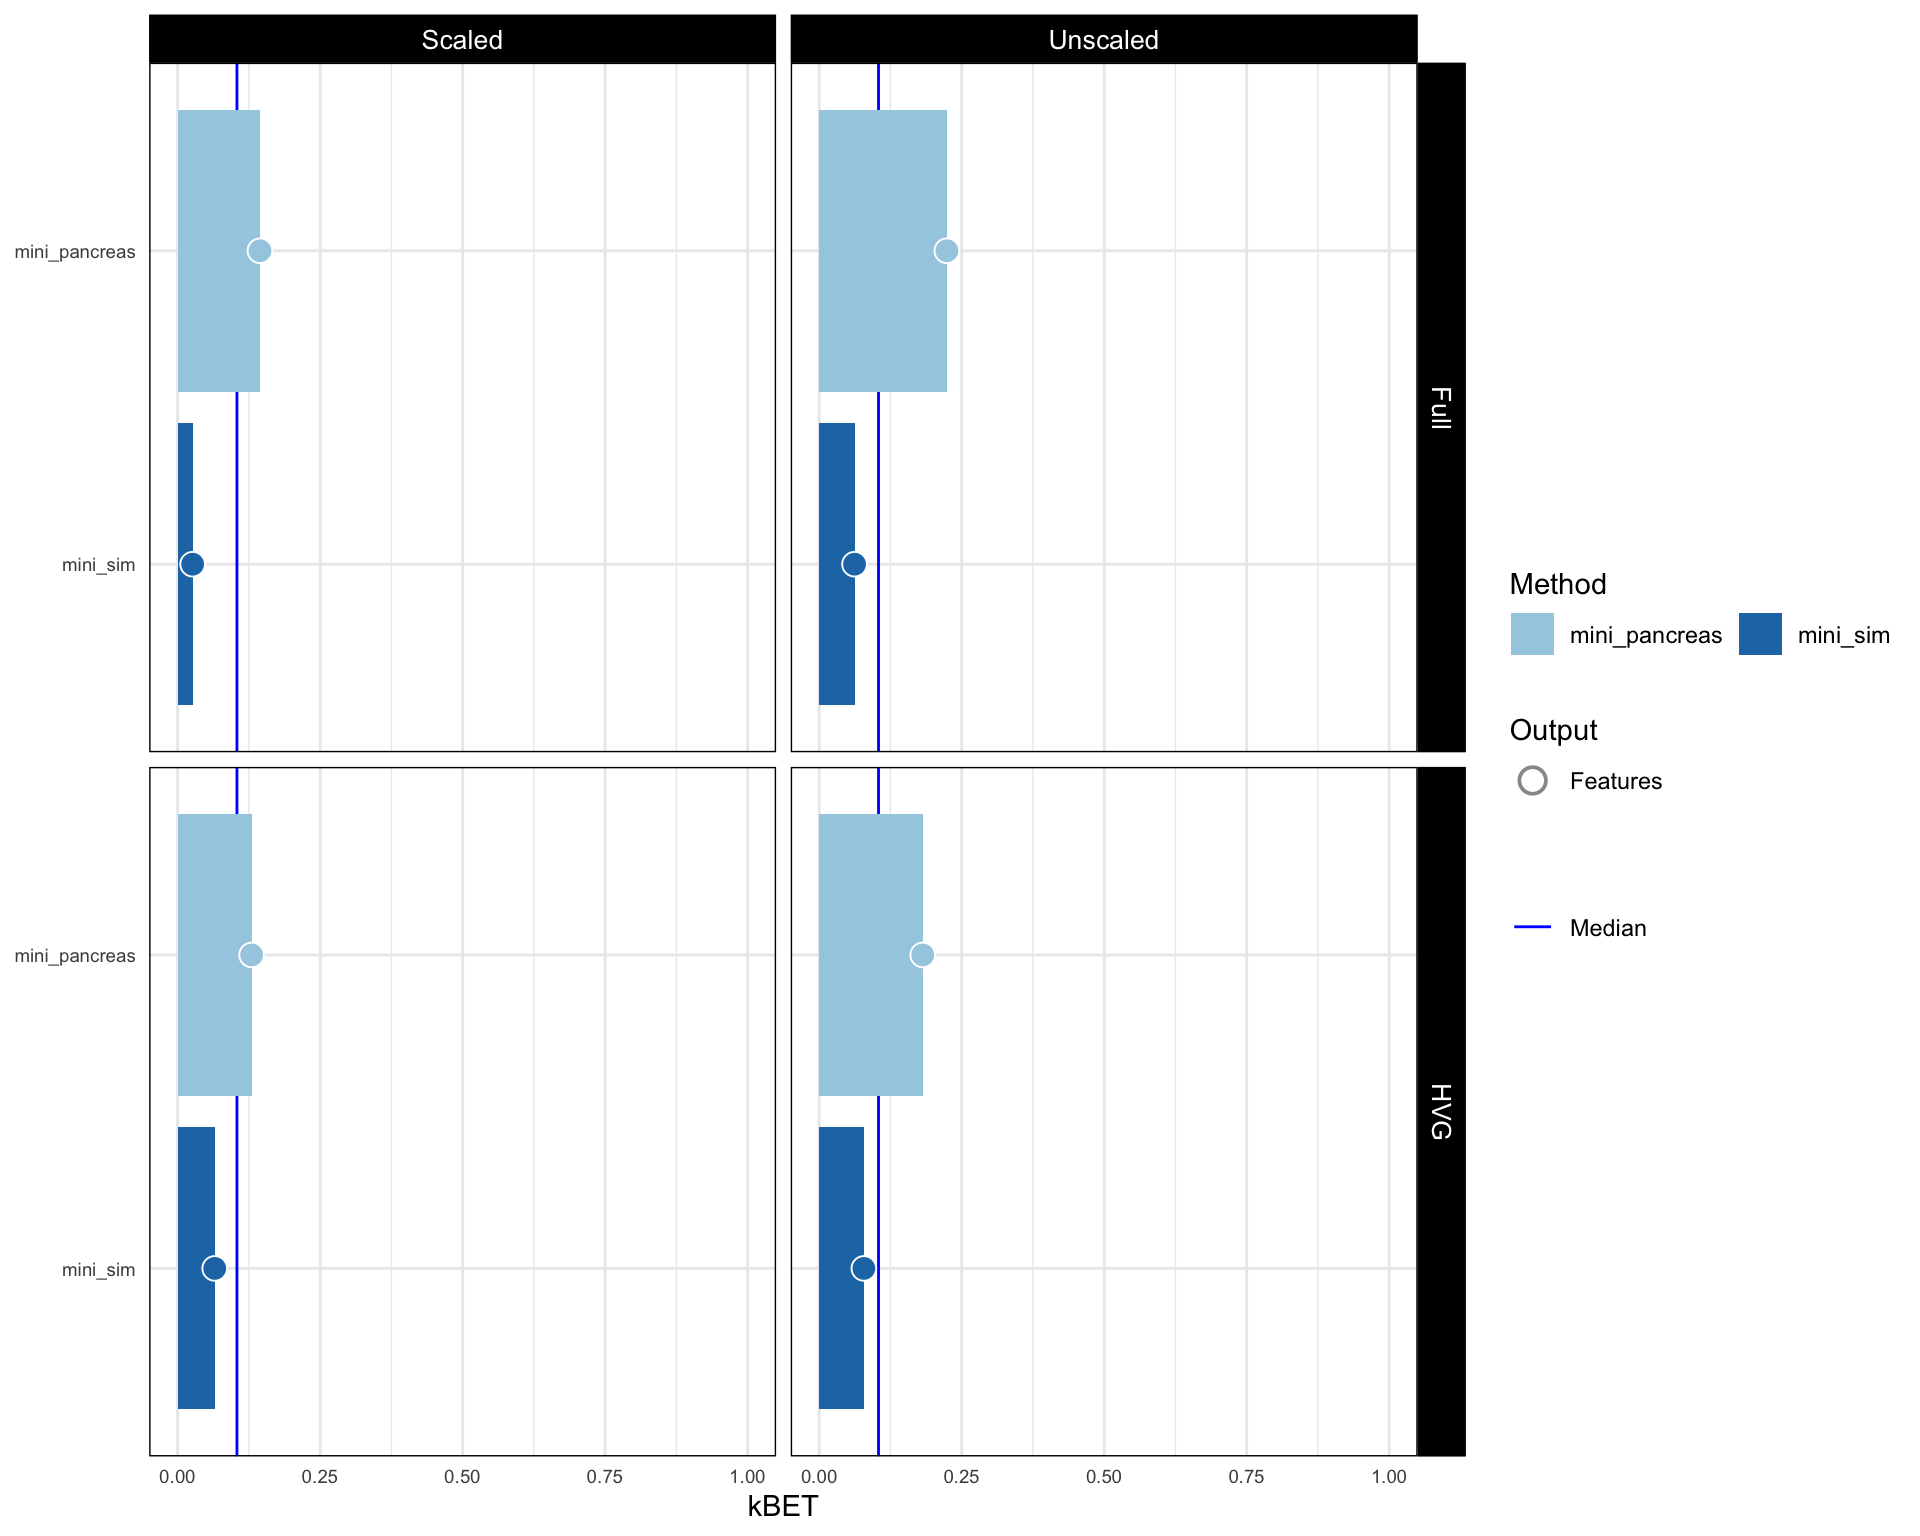 Scaled
Unscaled
mini_pancreas
mini_sim
Full
mini_pancreas
mini_sim
HVG
0.00 0.25 0.50 0.75 1.00 0.00 0.25 0.50 0.75 1.00
kBET
Method
mini_pancreas mini_sim
Output
Features
Median